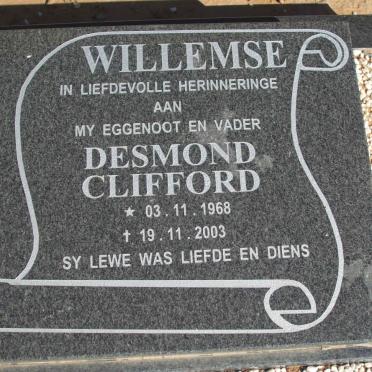 WILLEMSE
IN LIEFDEVOLLE HERINNERINGE
AAN
MY EGGENOOT EN VADER
DESMOND
CLIFFORD
★ 03.11.1968
✝ 19.11.2003
SY LEWE WAS LIEFDE EN DIENS